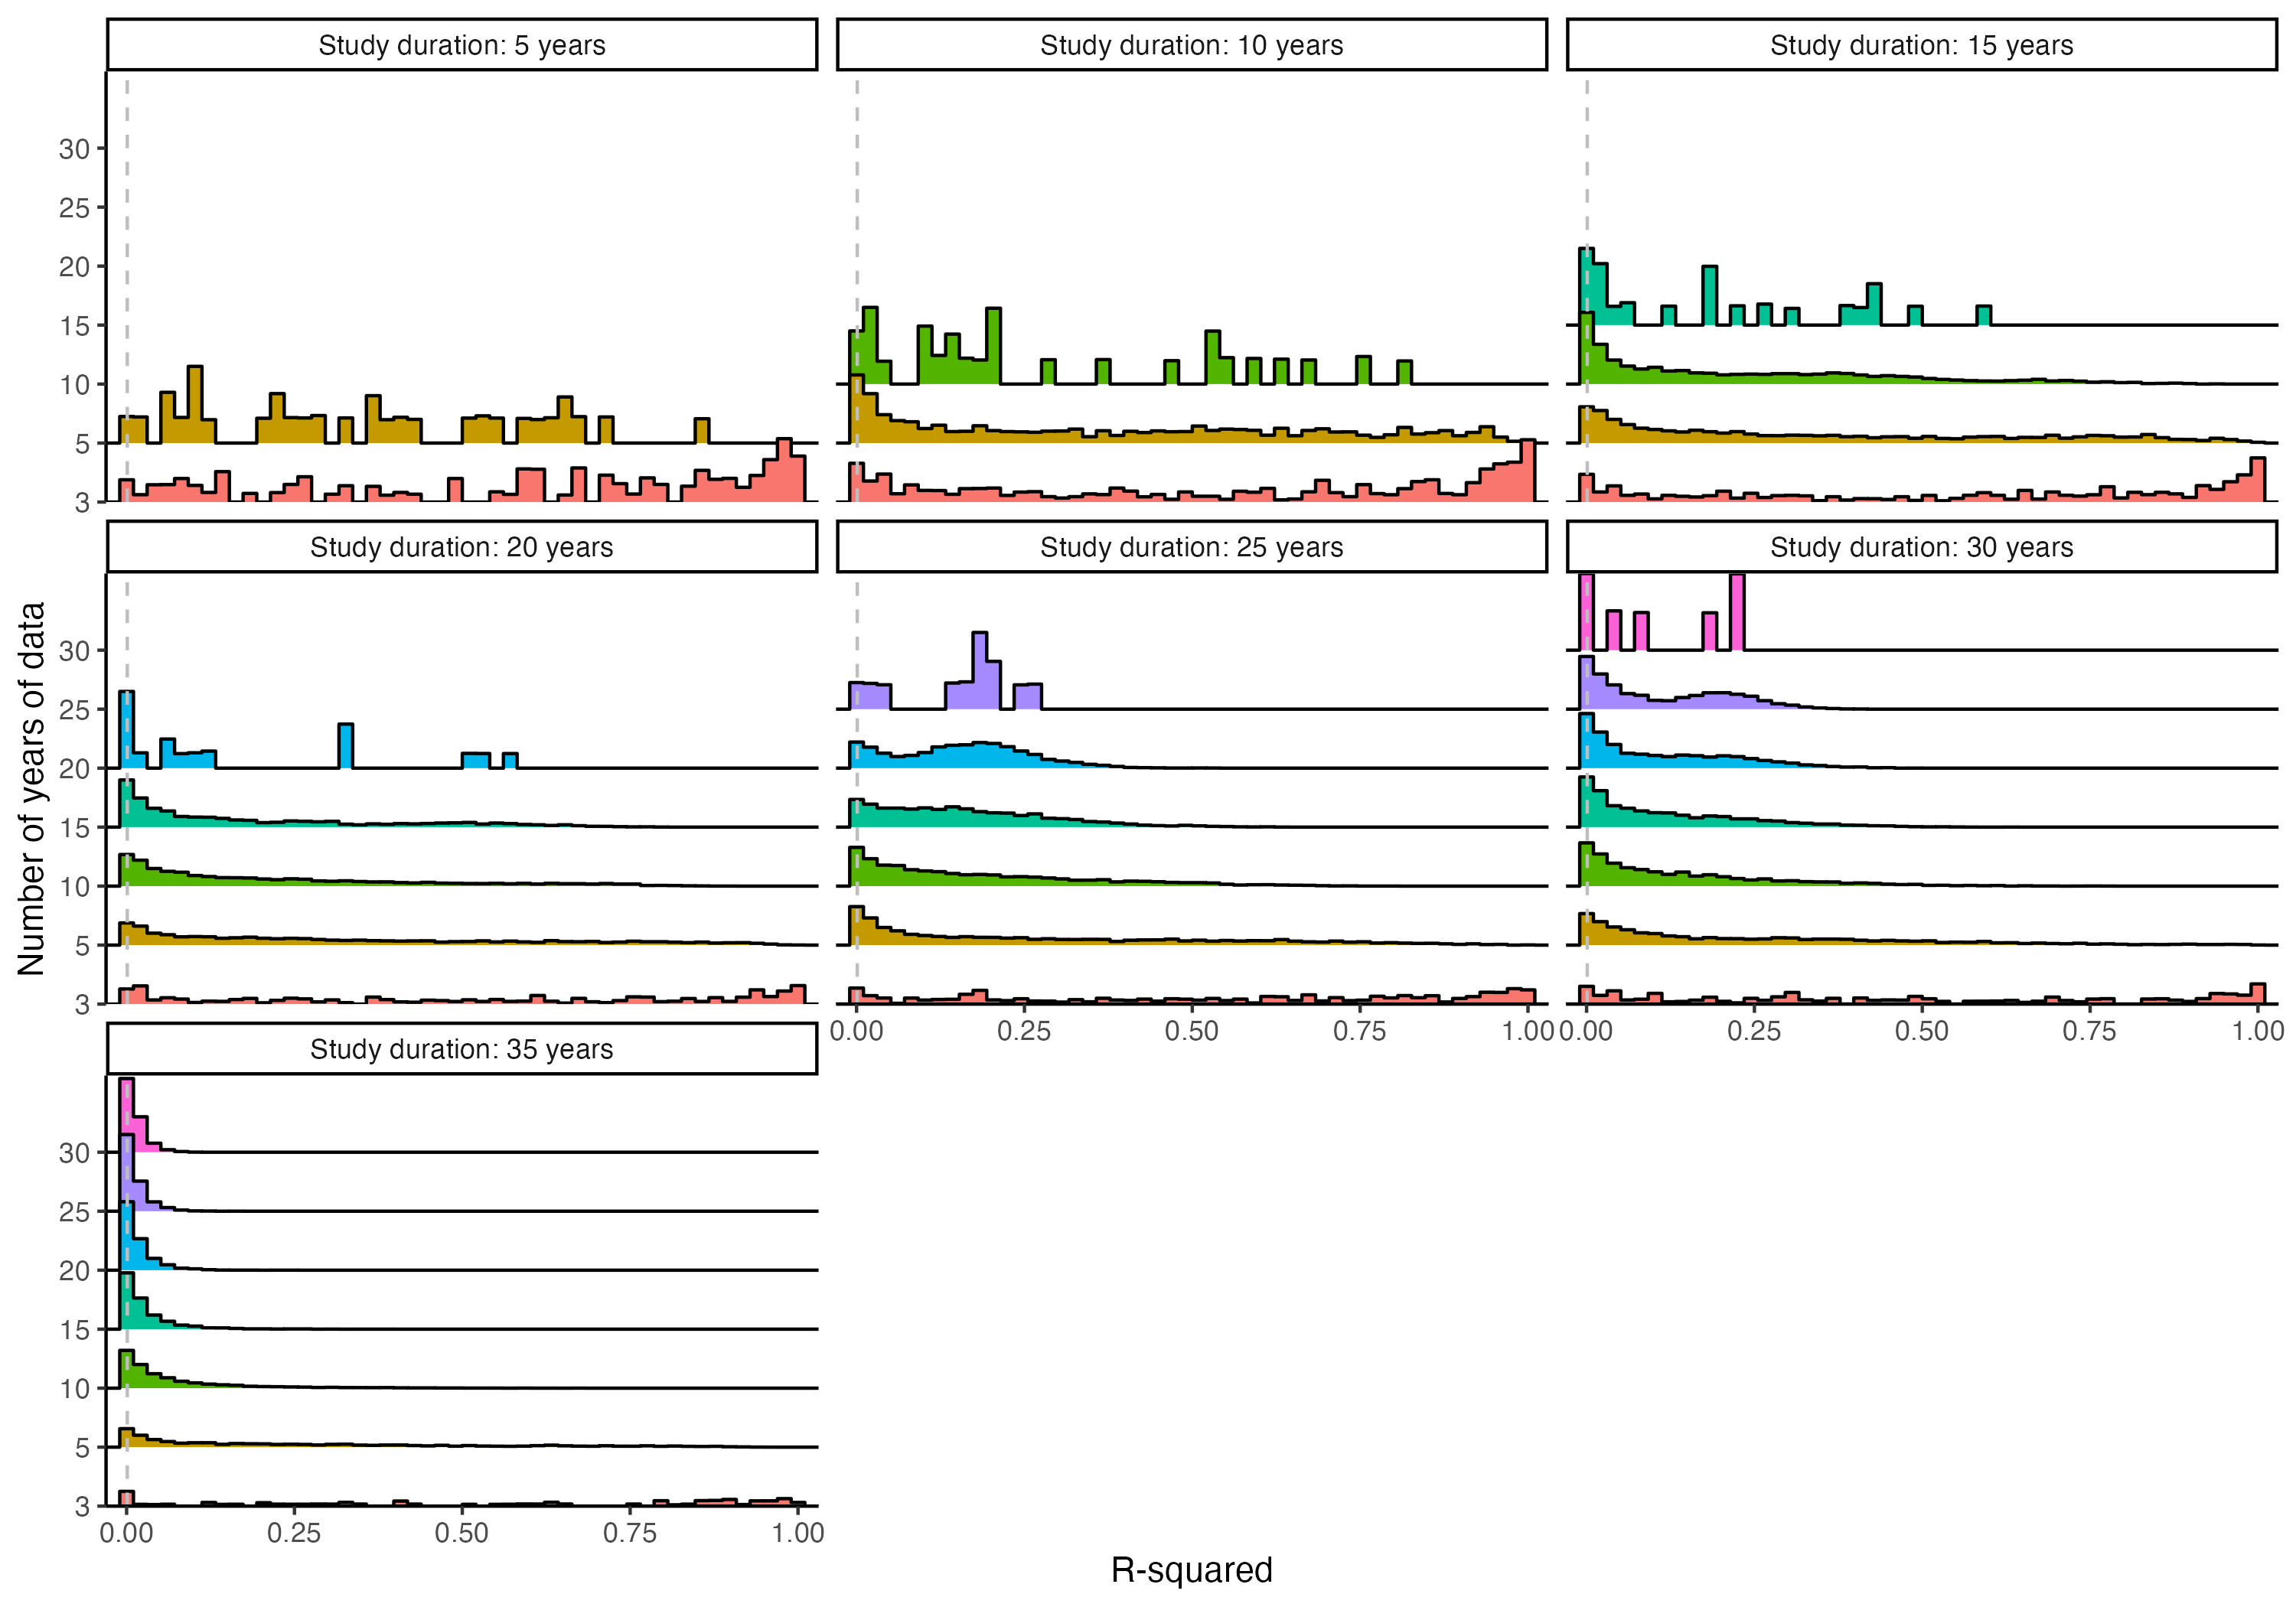 Study duration: 5 years
Study duration: 10 years
Study duration: 15 years
30
25
20
15
10
5
3
Study duration: 20 years
Study duration: 25 years
Study duration: 30 years
30
25
20
15
10
5
3
0.00 0.25 0.50 0.75 1.00
0.00 0.25 0.50 0.75 1.00
Study duration: 35 years
30
25
20
15
10
5
3
0.00 0.25 0.50 0.75 1.00
Number of years of data
R-squared